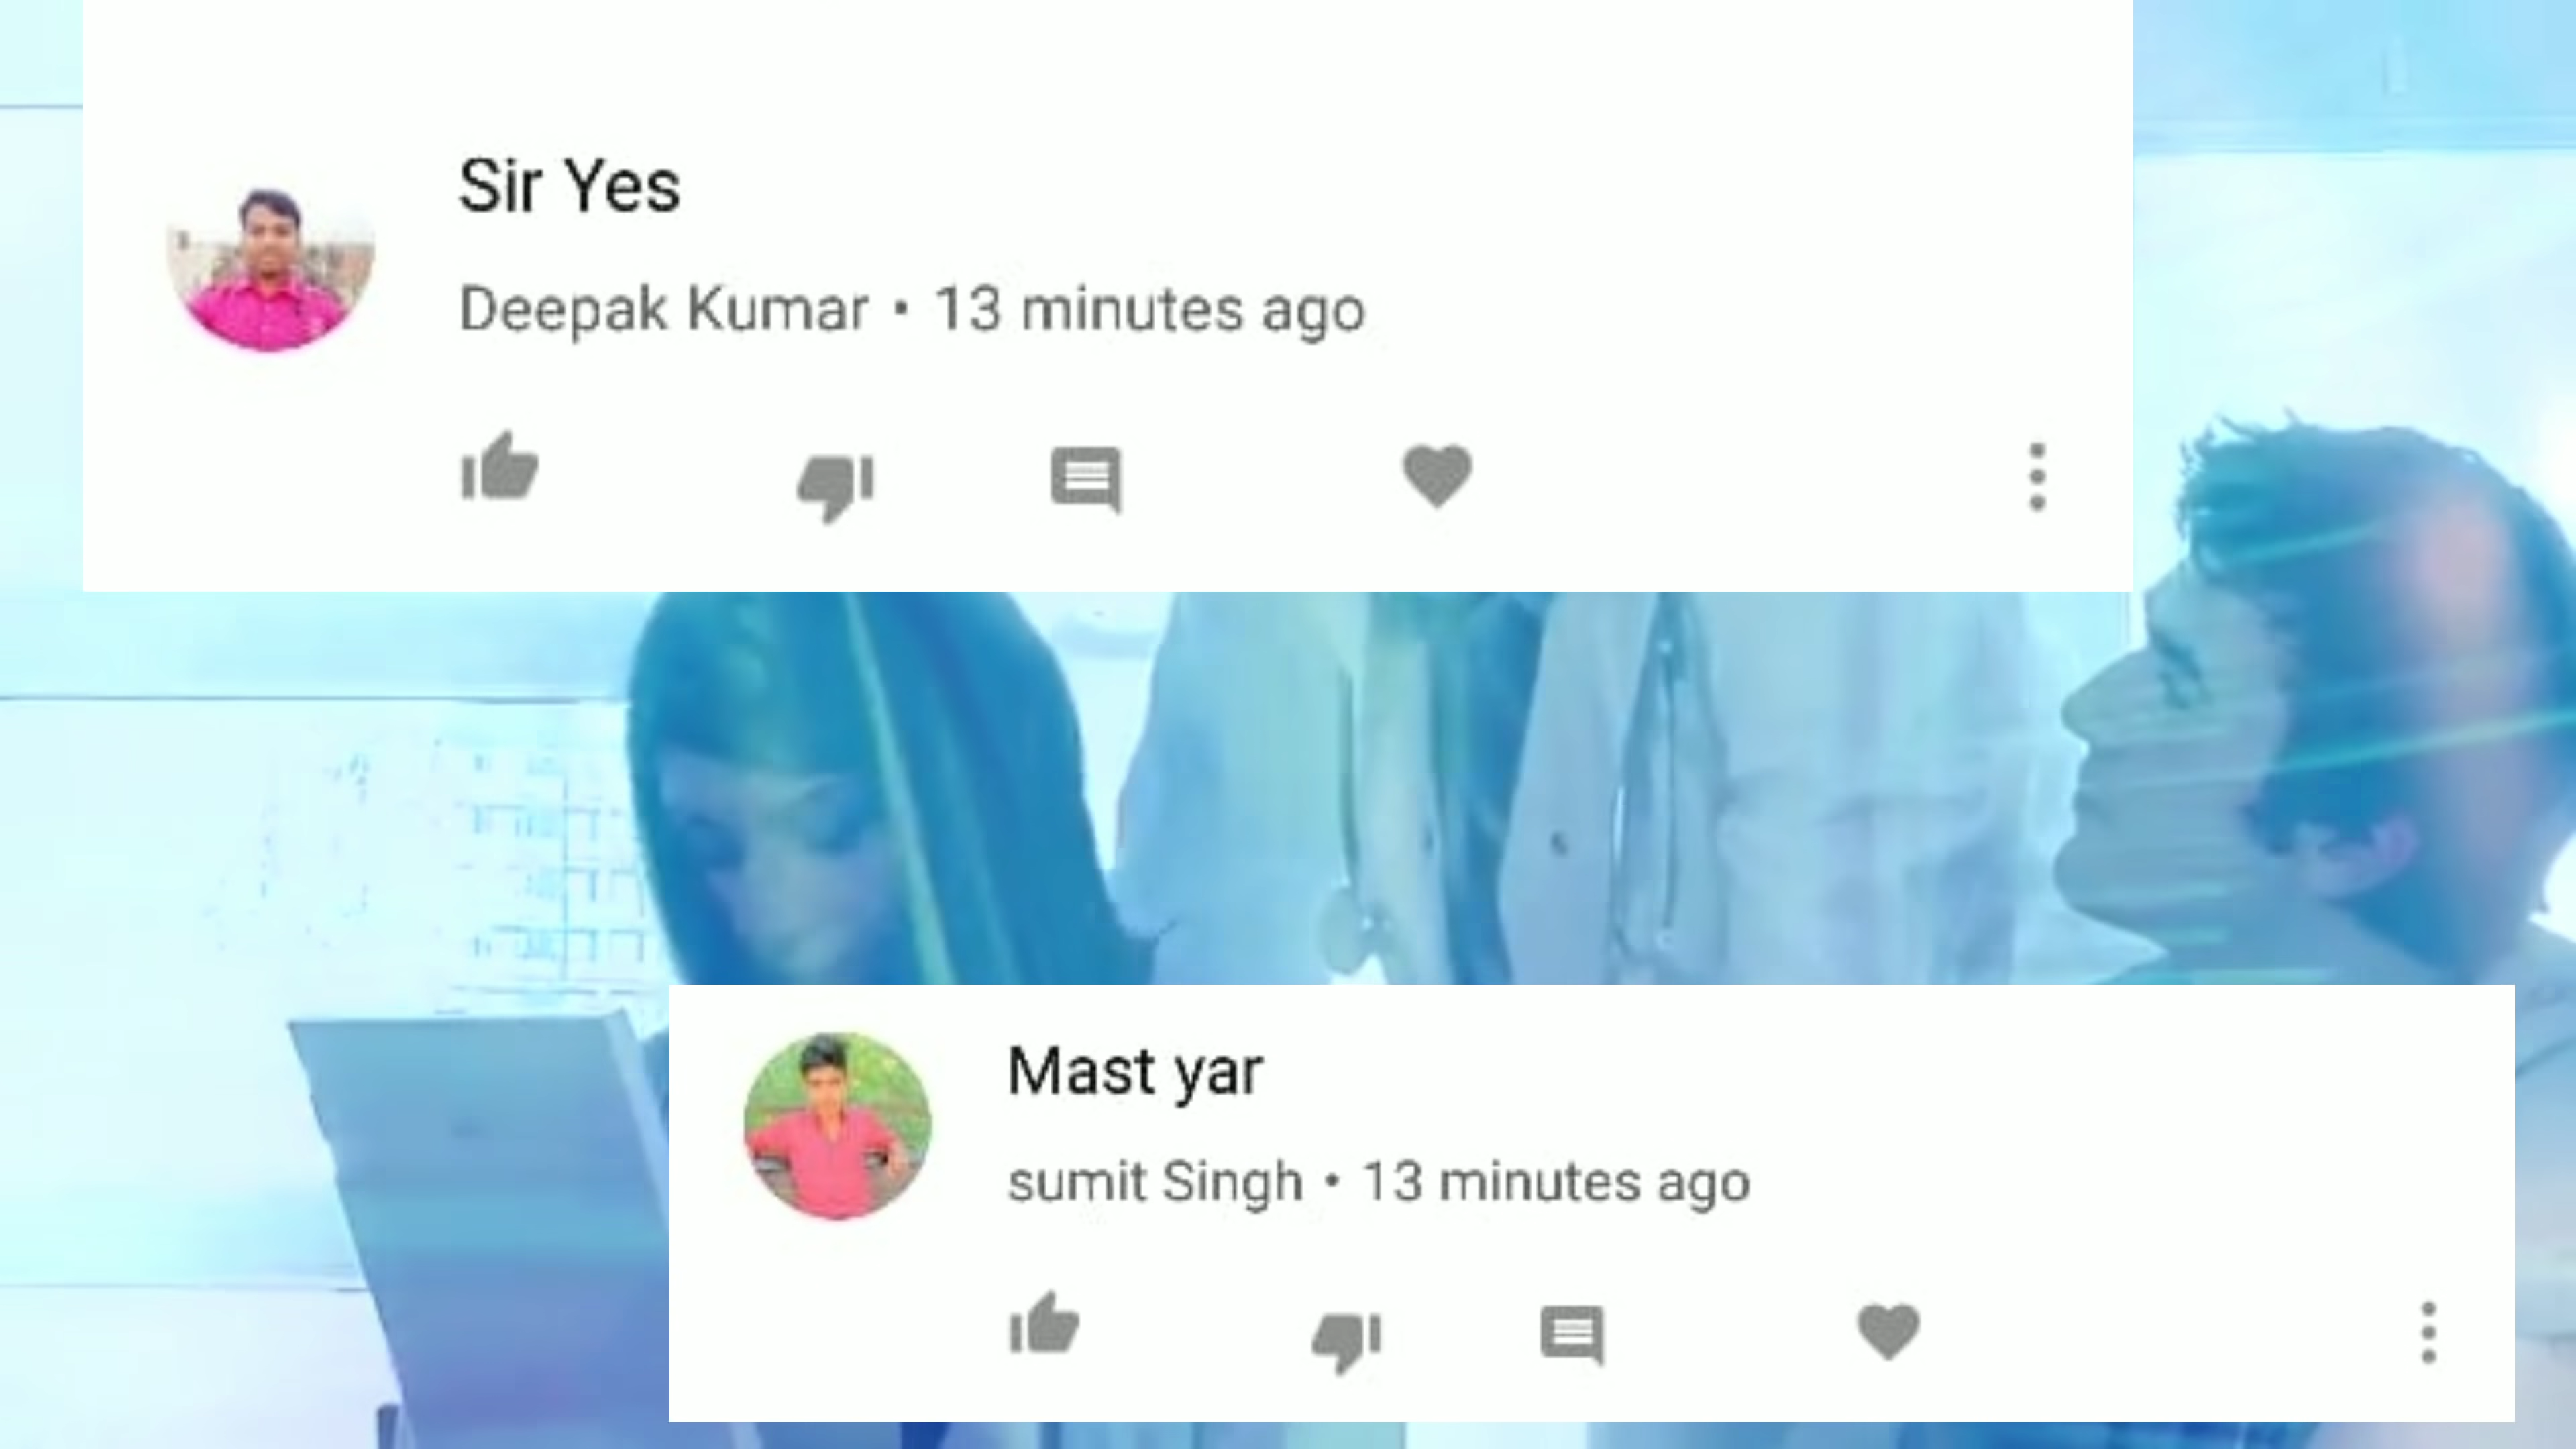 Sir Yes
Deepak Kumar • 13 minutes ago
Mast yar
sumit Singh • 13 minutes ago